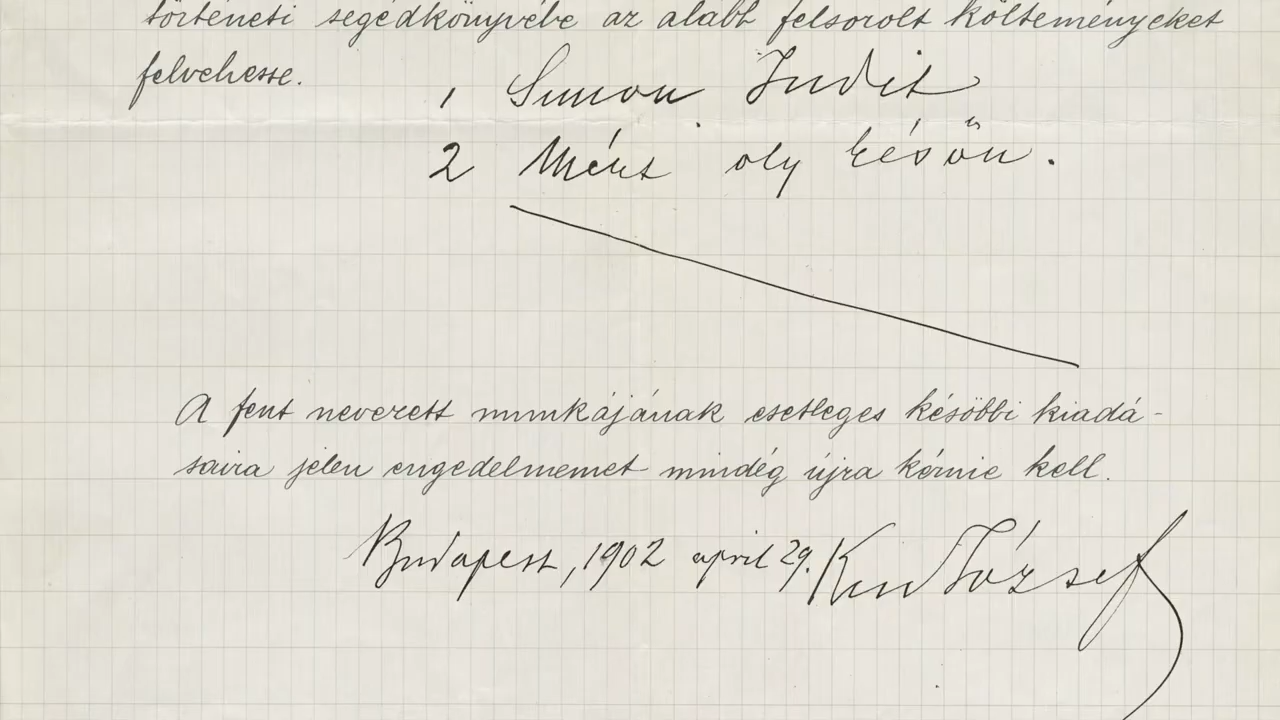 történeti segédkönyvébe az alább felsorolt költeményeket
felvehesse.
1 Simon Judit
2 Mért oly későn.
A fent nevezett munkájának esetleges későbbi kiadá-
saira jelen engedelmemet mindég újra kérnie kell.
Budapest, 1902 april 29. Kiss József